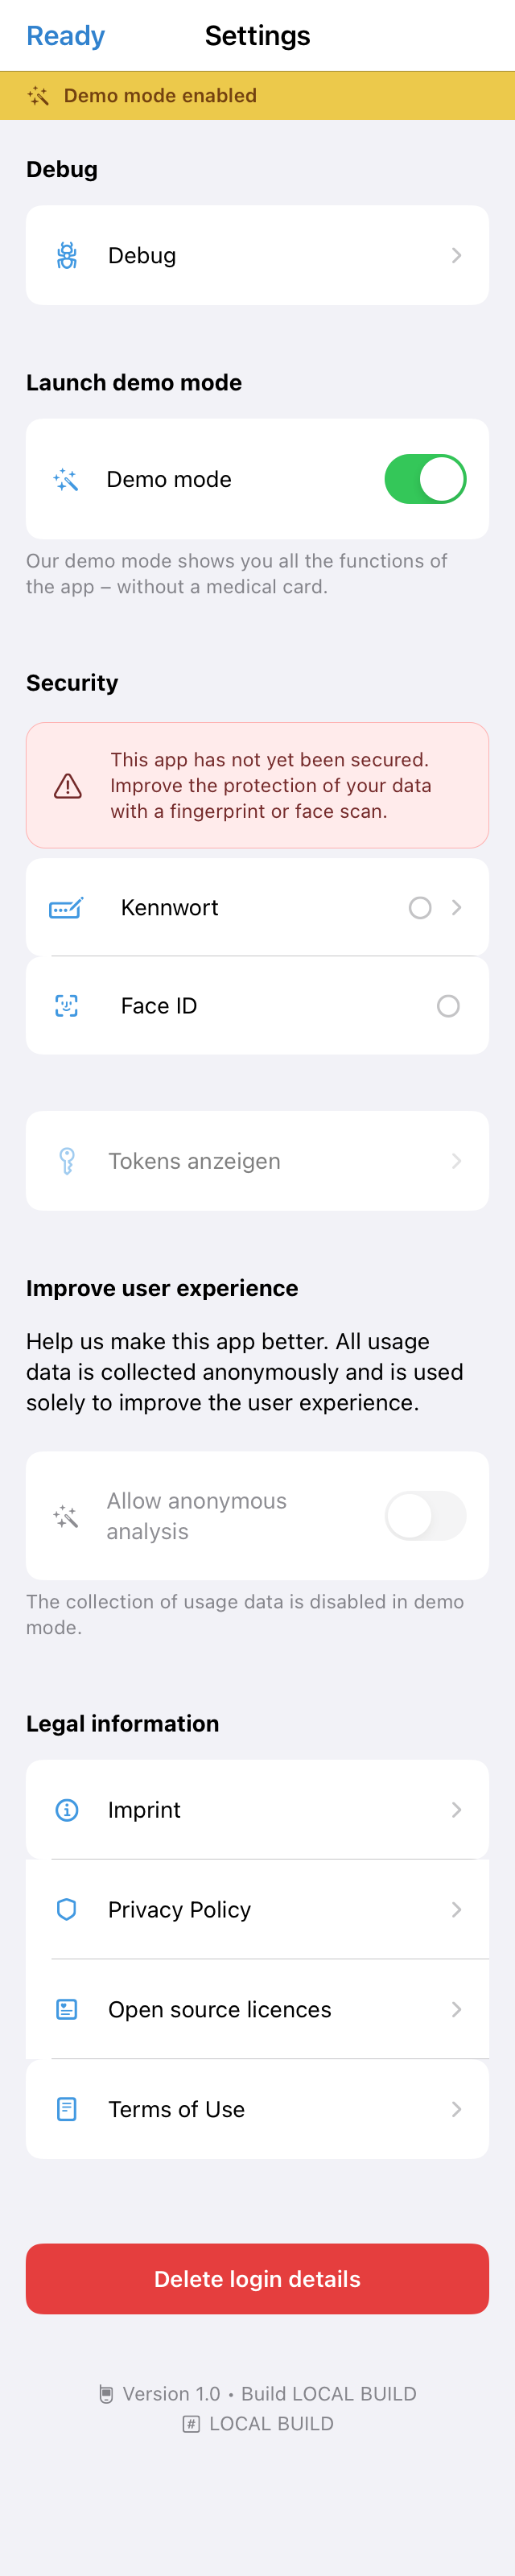 Ready
Settings
Demo mode enabled
Debug
Debug
Launch demo mode
Demo mode
Our demo mode shows you all the functions of
the app – without a medical card.
Security
This app has not yet been secured.
Improve the protection of your data
with a fingerprint or face scan.
Kennwort
Face ID
Tokens anzeigen
Improve user experience
Help us make this app better. All usage
data is collected anonymously and is used
solely to improve the user experience.
Allow anonymous
analysis
The collection of usage data is disabled in demo
mode.
Legal information
Imprint
Privacy Policy
Open source licences
Terms of Use
Delete login details
Version 1.0 • Build LOCAL BUILD
# LOCAL BUILD